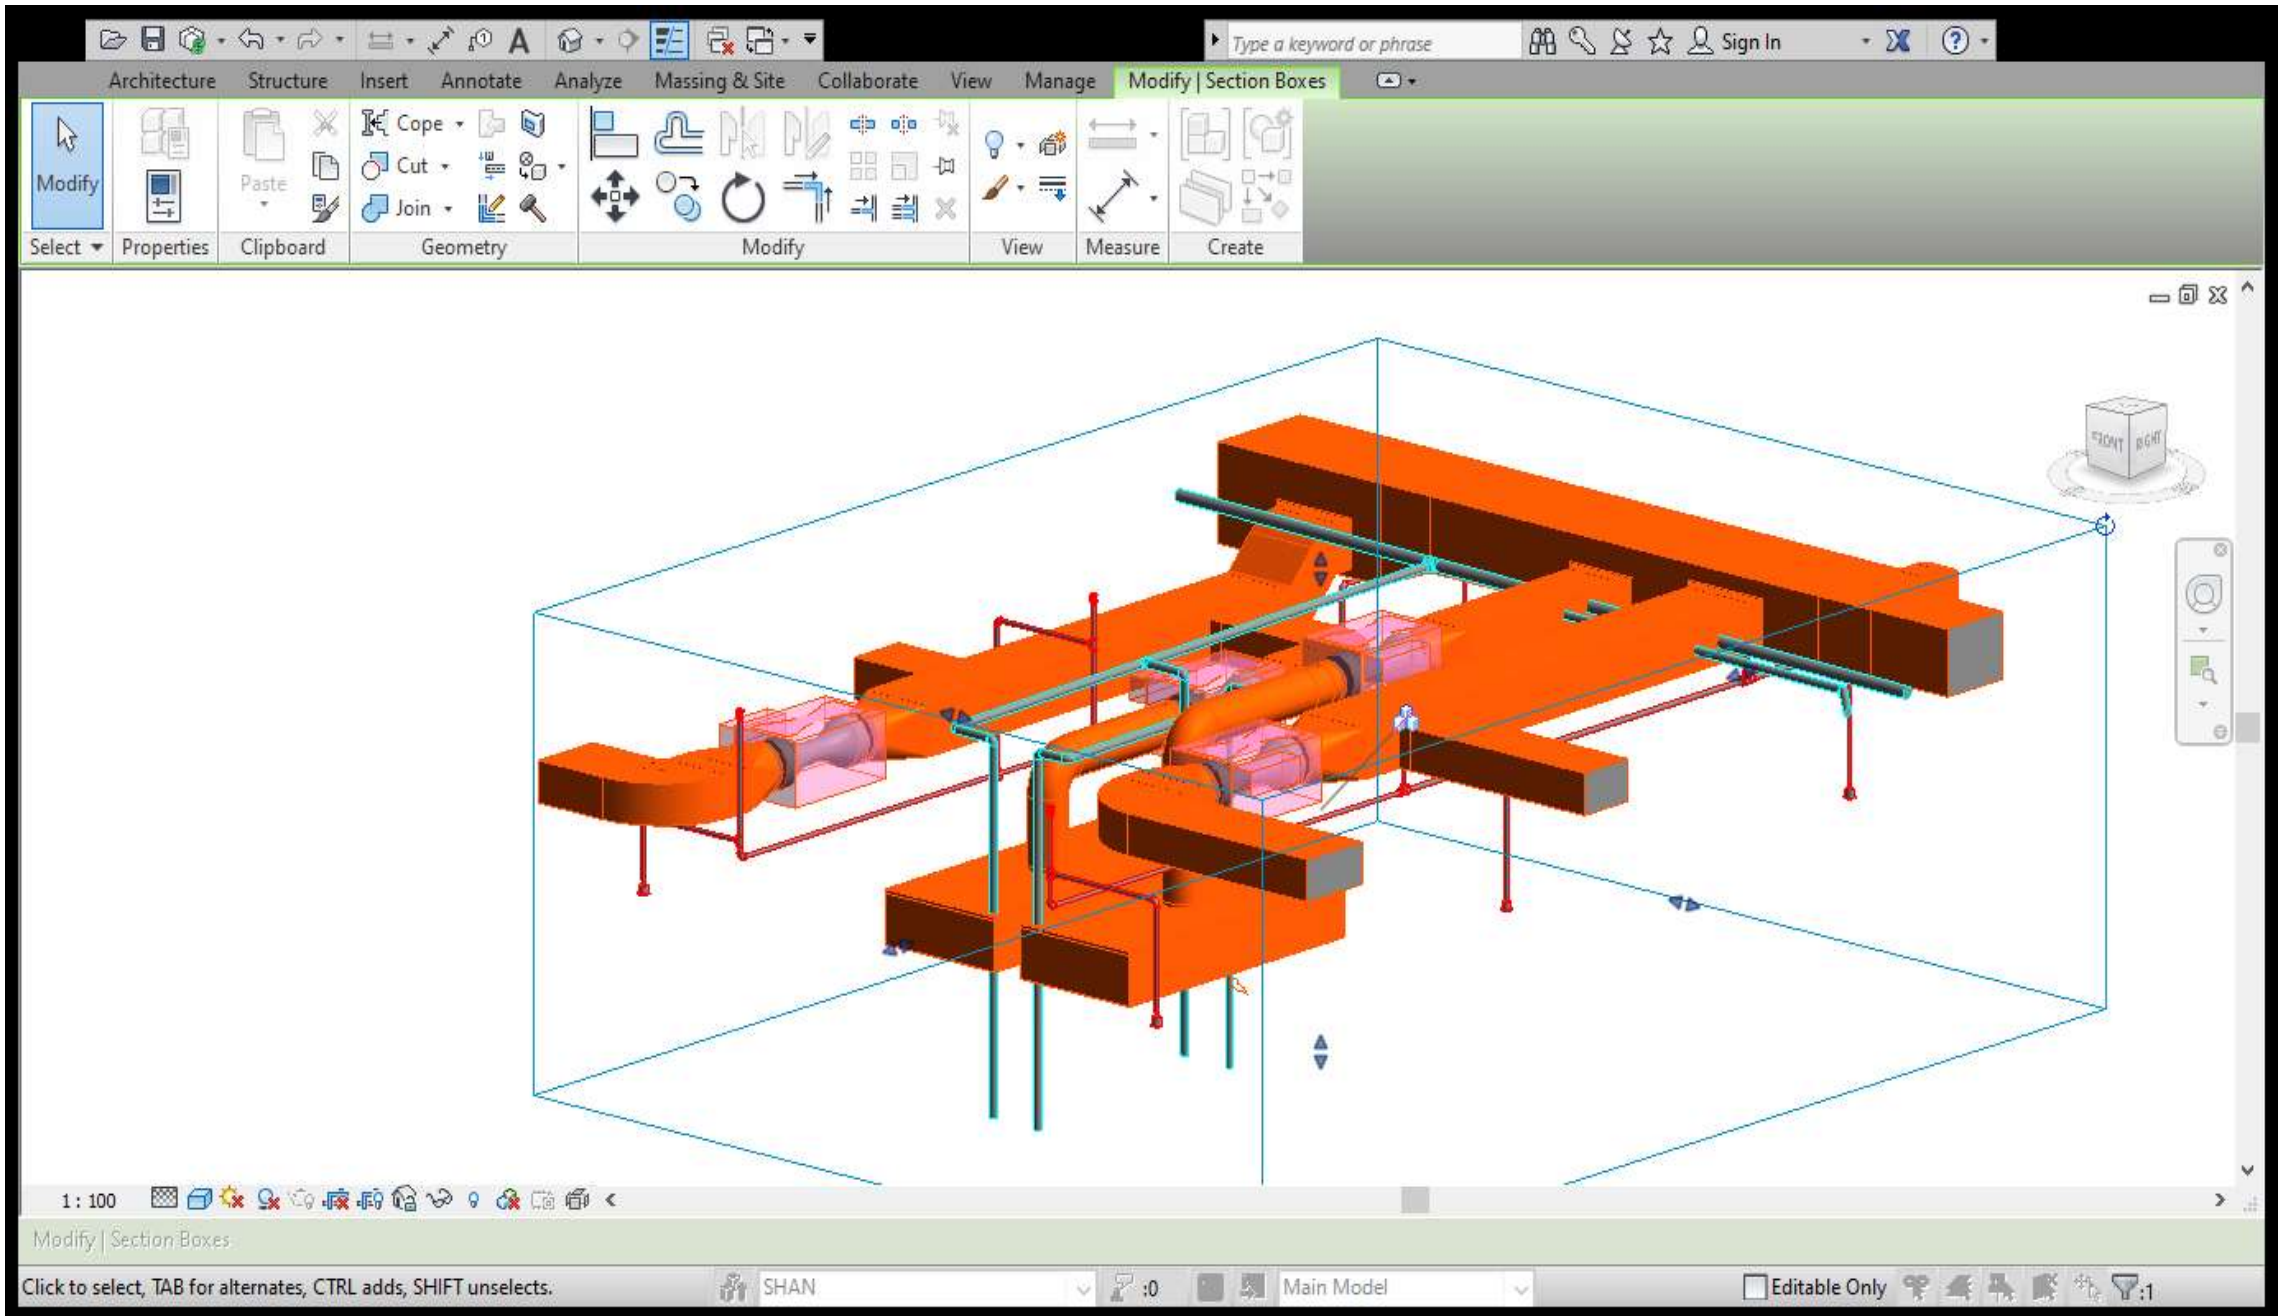 Type a keyword or phrase
Sign In
Architecture Structure Insert Annotate Analyze Massing & Site Collaborate View Manage Modify | Section Boxes
Modify
Paste
Cope
Cut
Join
Select Properties Clipboard Geometry Modify View Measure Create
FRONT RIGHT
1 : 100
Modify | Section Boxes
Click to select, TAB for alternates, CTRL adds, SHIFT unselects.
SHAN
:0
Main Model
Editable Only
:1